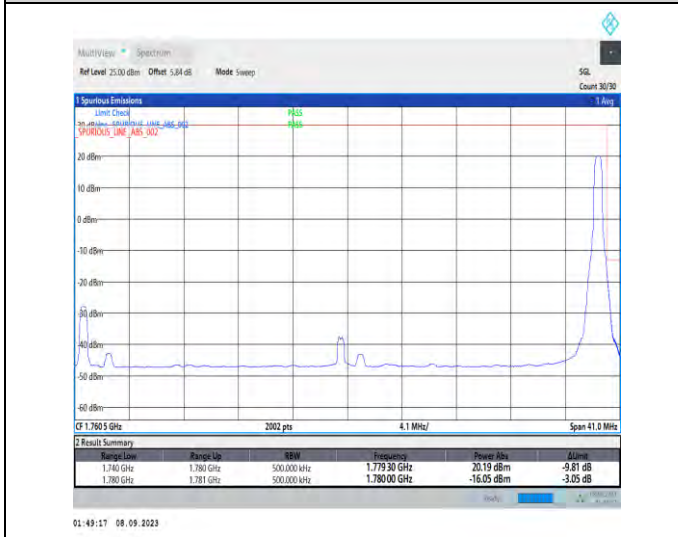 MultiView Spectrum
Ref Level 25.00 dBm Offset 5.84 dB Mode Sweep SGL
Count 30/30
1 Spurious Emissions 1 Avg
Limit Check PASS
PASS
SPURIOUS_LINE_ABS_002
20 dBm
10 dBm
0 dBm
-10 dBm
-20 dBm
-30 dBm
-40 dBm
-50 dBm
-60 dBm
CF 1.7605 GHz 2002 pts 4.1 MHz/ Span 41.0 MHz
2 Result Summary
Range Low Range Up RBW Frequency Power Abs ΔLimit
1.740 GHz 1.780 GHz 500.000 kHz 1.77930 GHz 20.19 dBm -9.81 dB
1.780 GHz 1.781 GHz 500.000 kHz 1.78000 GHz -16.05 dBm -3.05 dB
Ready
01:49:17 08.09.2023